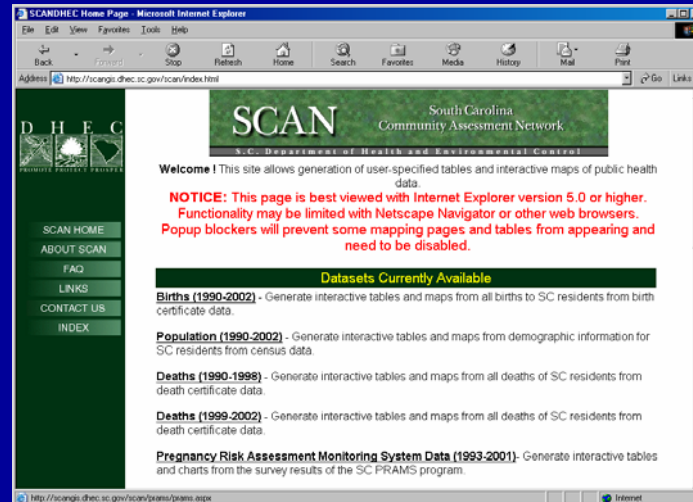 SCANDHEC Home Page - Microsoft Internet Explorer
File Edit View Favorites Tools Help
Back Forward Stop Refresh Home Search Favorites Media History Mail Print
Address http://scangis.dhec.sc.gov/scan/index.html Go Links
DHEC
PROMOTE PROTECT PROSPER
SCAN South Carolina
Community Assessment Network
S.C. Department of Health and Environmental Control
Welcome ! This site allows generation of user-specified tables and interactive maps of public health
data.
NOTICE: This page is best viewed with Internet Explorer version 5.0 or higher.
Functionality may be limited with Netscape Navigator or other web browsers.
Popup blockers will prevent some mapping pages and tables from appearing and
need to be disabled.
SCAN HOME
ABOUT SCAN
FAQ
LINKS
CONTACT US
INDEX
Datasets Currently Available
Births (1990-2002) - Generate interactive tables and maps from all births to SC residents from birth
certificate data.
Population (1990-2002) - Generate interactive tables and maps from demographic information for
SC residents from census data.
Deaths (1990-1998) - Generate interactive tables and maps from all deaths of SC residents from
death certificate data.
Deaths (1999-2002) - Generate interactive tables and maps from all deaths of SC residents from
death certificate data.
Pregnancy Risk Assessment Monitoring System Data (1993-2001)- Generate interactive tables
and charts from the survey results of the SC PRAMS program.
http://scangis.dhec.sc.gov/scan/prams/prams.aspx Internet